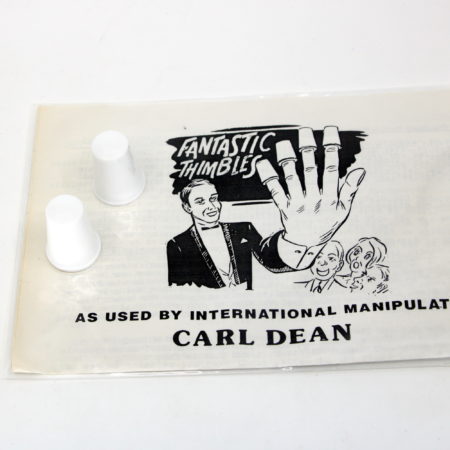 FANTASTIC
THIMBLES
AS USED BY INTERNATIONAL MANIPULAT
CARL DEAN